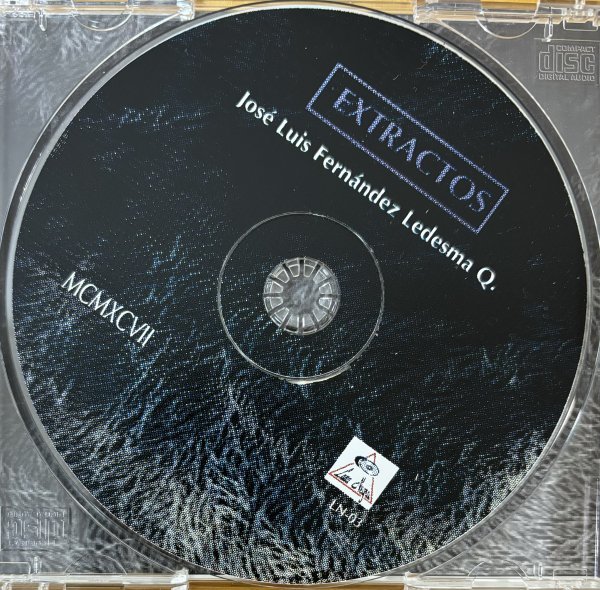 COMPACT
disc
DIGITAL AUDIO
EXTRACTOS
José Luis Fernández Ledesma Q.
MCMXCVII
LN-03